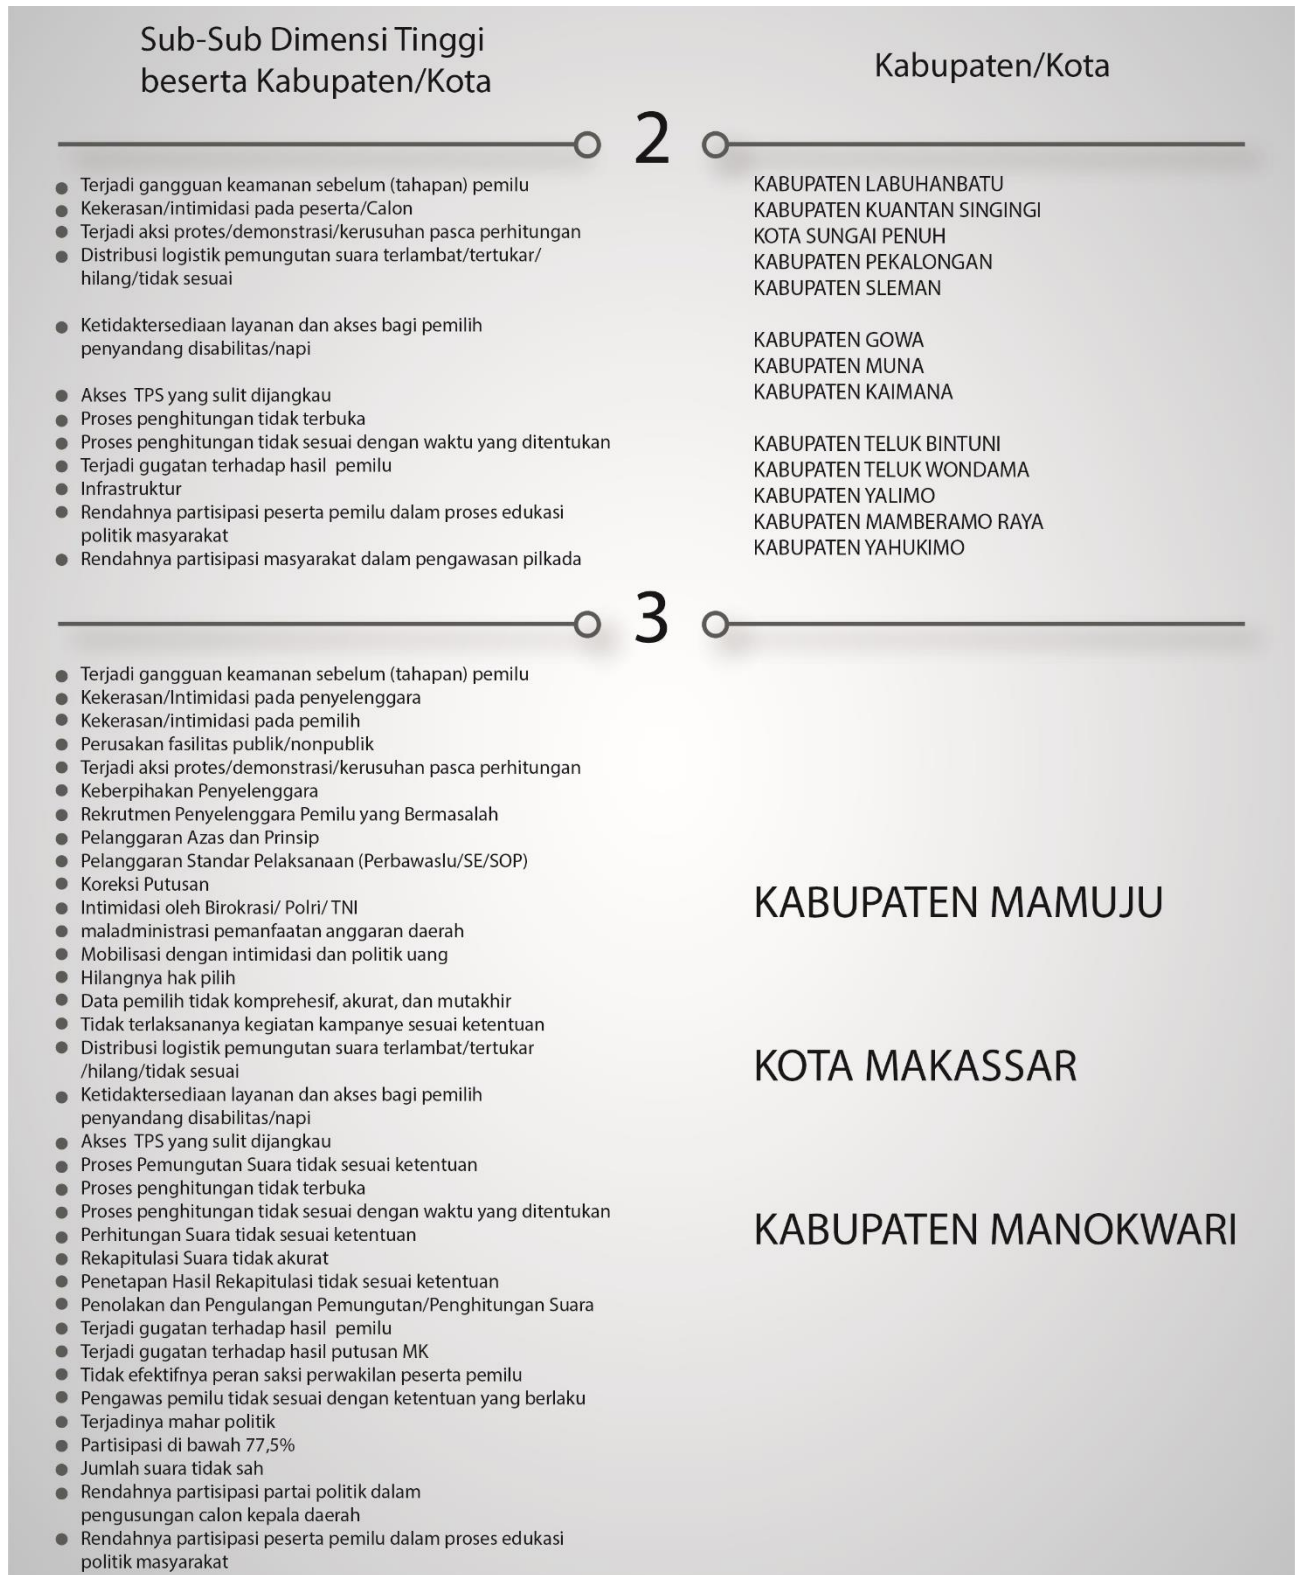 Sub-Sub Dimensi Tinggi
beserta Kabupaten/Kota
Kabupaten/Kota
2
● Terjadi gangguan keamanan sebelum (tahapan) pemilu
● Kekerasan/intimidasi pada peserta/Calon
● Terjadi aksi protes/demonstrasi/kerusuhan pasca perhitungan
● Distribusi logistik pemungutan suara terlambat/tertukar/
hilang/tidak sesuai
● Ketidaktersediaan layanan dan akses bagi pemilih
penyandang disabilitas/napi
● Akses TPS yang sulit dijangkau
● Proses penghitungan tidak terbuka
● Proses penghitungan tidak sesuai dengan waktu yang ditentukan
● Terjadi gugatan terhadap hasil pemilu
● Infrastruktur
● Rendahnya partisipasi peserta pemilu dalam proses edukasi
politik masyarakat
● Rendahnya partisipasi masyarakat dalam pengawasan pilkada
KABUPATEN LABUHANBATU
KABUPATEN KUANTAN SINGINGI
KOTA SUNGAI PENUH
KABUPATEN PEKALONGAN
KABUPATEN SLEMAN
KABUPATEN GOWA
KABUPATEN MUNA
KABUPATEN KAIMANA
KABUPATEN TELUK BINTUNI
KABUPATEN TELUK WONDAMA
KABUPATEN YALIMO
KABUPATEN MAMBERAMO RAYA
KABUPATEN YAHUKIMO
3
● Terjadi gangguan keamanan sebelum (tahapan) pemilu
● Kekerasan/Intimidasi pada penyelenggara
● Kekerasan/intimidasi pada pemilih
● Perusakan fasilitas publik/nonpublik
● Terjadi aksi protes/demonstrasi/kerusuhan pasca perhitungan
● Keberpihakan Penyelenggara
● Rekrutmen Penyelenggara Pemilu yang Bermasalah
● Pelanggaran Azas dan Prinsip
● Pelanggaran Standar Pelaksanaan (Perbawaslu/SE/SOP)
● Koreksi Putusan
● Intimidasi oleh Birokrasi/ Polri/ TNI
● maladministrasi pemanfaatan anggaran daerah
● Mobilisasi dengan intimidasi dan politik uang
● Hilangnya hak pilih
● Data pemilih tidak komprehesif, akurat, dan mutakhir
● Tidak terlaksananya kegiatan kampanye sesuai ketentuan
● Distribusi logistik pemungutan suara terlambat/tertukar
/hilang/tidak sesuai
● Ketidaktersediaan layanan dan akses bagi pemilih
penyandang disabilitas/napi
● Akses TPS yang sulit dijangkau
● Proses Pemungutan Suara tidak sesuai ketentuan
● Proses penghitungan tidak terbuka
● Proses penghitungan tidak sesuai dengan waktu yang ditentukan
● Perhitungan Suara tidak sesuai ketentuan
● Rekapitulasi Suara tidak akurat
● Penetapan Hasil Rekapitulasi tidak sesuai ketentuan
● Penolakan dan Pengulangan Pemungutan/Penghitungan Suara
● Terjadi gugatan terhadap hasil pemilu
● Terjadi gugatan terhadap hasil putusan MK
● Tidak efektifnya peran saksi perwakilan peserta pemilu
● Pengawas pemilu tidak sesuai dengan ketentuan yang berlaku
● Terjadinya mahar politik
● Partisipasi di bawah 77,5%
● Jumlah suara tidak sah
● Rendahnya partisipasi partai politik dalam
pengusungan calon kepala daerah
● Rendahnya partisipasi peserta pemilu dalam proses edukasi
politik masyarakat
KABUPATEN MAMUJU
KOTA MAKASSAR
KABUPATEN MANOKWARI